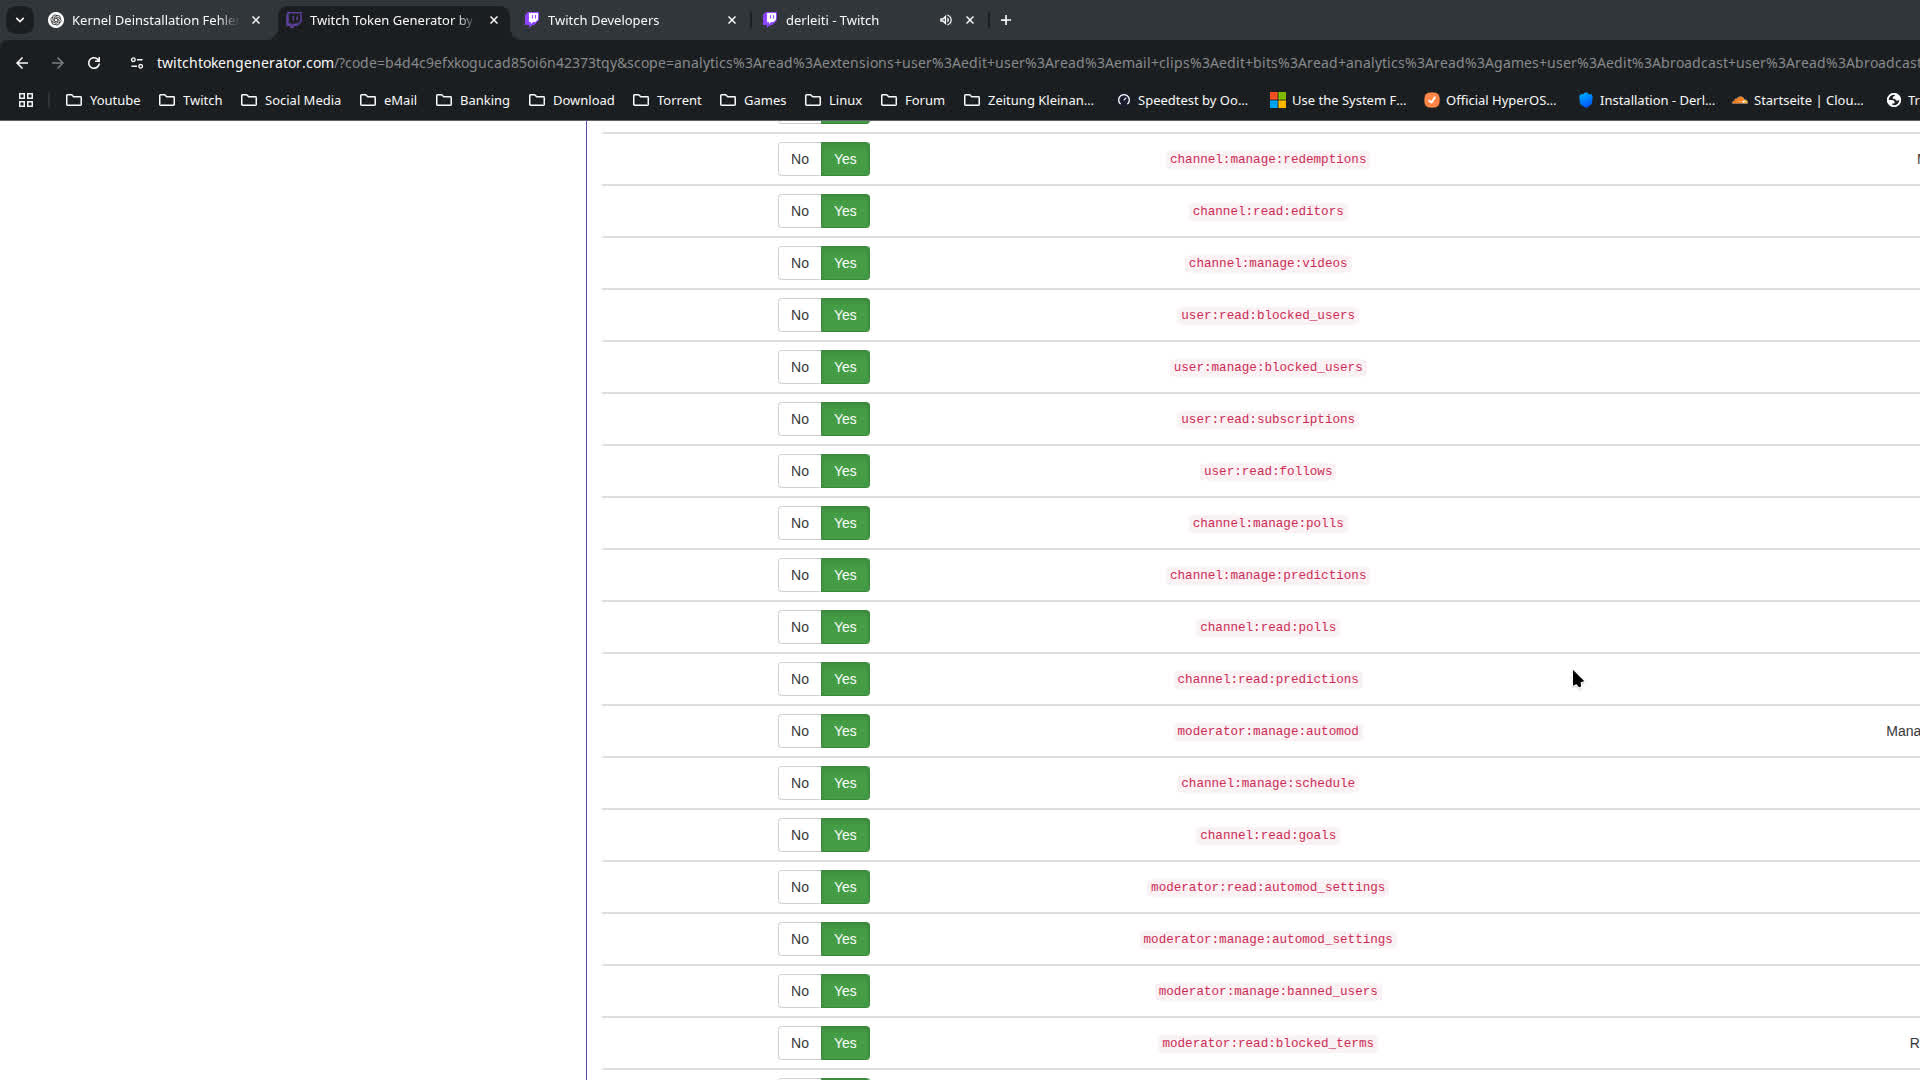 Kernel Deinstallation Fehle
Twitch Token Generator by
Twitch Developers
derleiti - Twitch
twitchtokengenerator.com/?code=b4d4c9efxkogucad85oi6n42373tqy&scope=analytics%3Aread%3Aextensions+user%3Aedit+user%3Aread%3Aemail+clips%3Aedit+bits%3Aread+analytics%3Aread%3Agames+user%3Aedit%3Abroadcast+user%3Aread%3Abroadcast
Youtube
Twitch
Social Media
eMail
Banking
Download
Torrent
Games
Linux
Forum
Zeitung Kleinan...
Speedtest by Oo...
Use the System F...
Official HyperOS...
Installation - Derl...
Startseite | Clou...
Tr
No Yes channel:manage:redemptions
No Yes channel:read:editors
No Yes channel:manage:videos
No Yes user:read:blocked_users
No Yes user:manage:blocked_users
No Yes user:read:subscriptions
No Yes user:read:follows
No Yes channel:manage:polls
No Yes channel:manage:predictions
No Yes channel:read:polls
No Yes channel:read:predictions
No Yes moderator:manage:automod Mana
No Yes channel:manage:schedule
No Yes channel:read:goals
No Yes moderator:read:automod_settings
No Yes moderator:manage:automod_settings
No Yes moderator:manage:banned_users
No Yes moderator:read:blocked_terms R